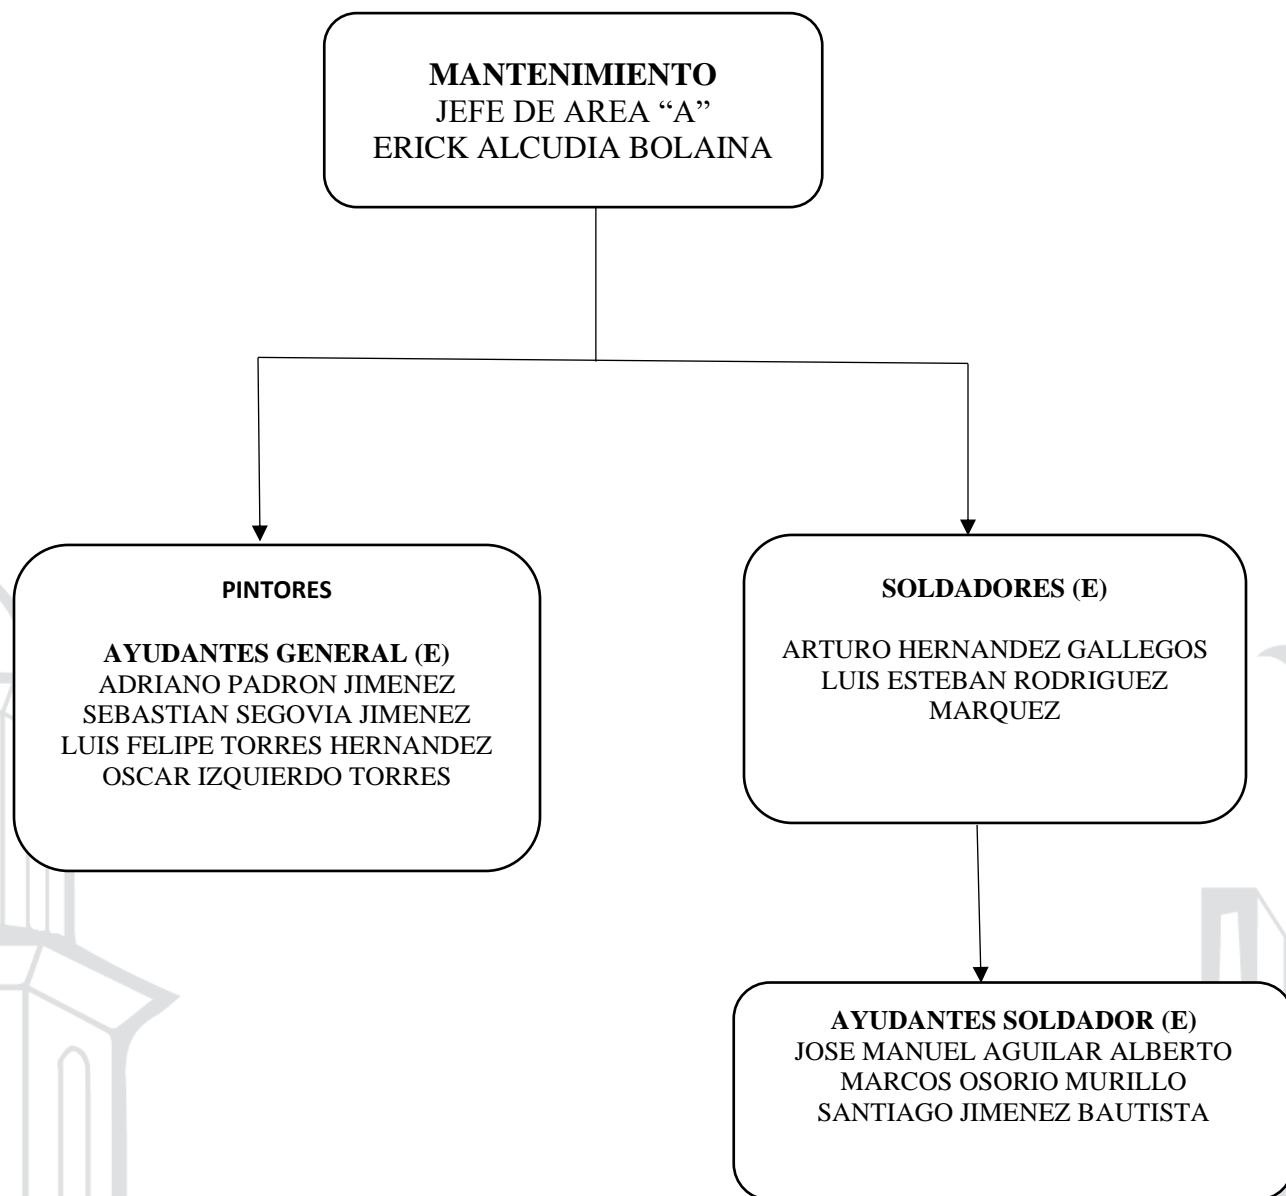 MANTENIMIENTO
JEFE DE AREA “A”
ERICK ALCUDIA BOLAINA
PINTORES
AYUDANTES GENERAL (E)
ADRIANO PADRON JIMENEZ
SEBASTIAN SEGOVIA JIMENEZ
LUIS FELIPE TORRES HERNANDEZ
OSCAR IZQUIERDO TORRES
SOLDADORES (E)
ARTURO HERNANDEZ GALLEGOS
LUIS ESTEBAN RODRIGUEZ
MARQUEZ
AYUDANTES SOLDADOR (E)
JOSE MANUEL AGUILAR ALBERTO
MARCOS OSORIO MURILLO
SANTIAGO JIMENEZ BAUTISTA